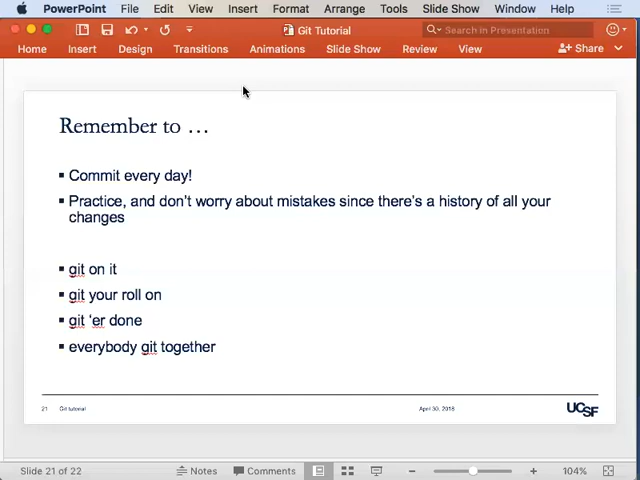 PowerPoint File Edit View Insert Format Arrange Tools Slide Show Window Help
Git Tutorial
Search in Presentation
Home Insert Design Transitions Animations Slide Show Review View Share
Remember to …
Commit every day!
Practice, and don’t worry about mistakes since there’s a history of all your
changes
git on it
git your roll on
git ‘er done
everybody git together
21 Git tutorial April 30, 2018 UCSF
Slide 21 of 22 Notes Comments 104%